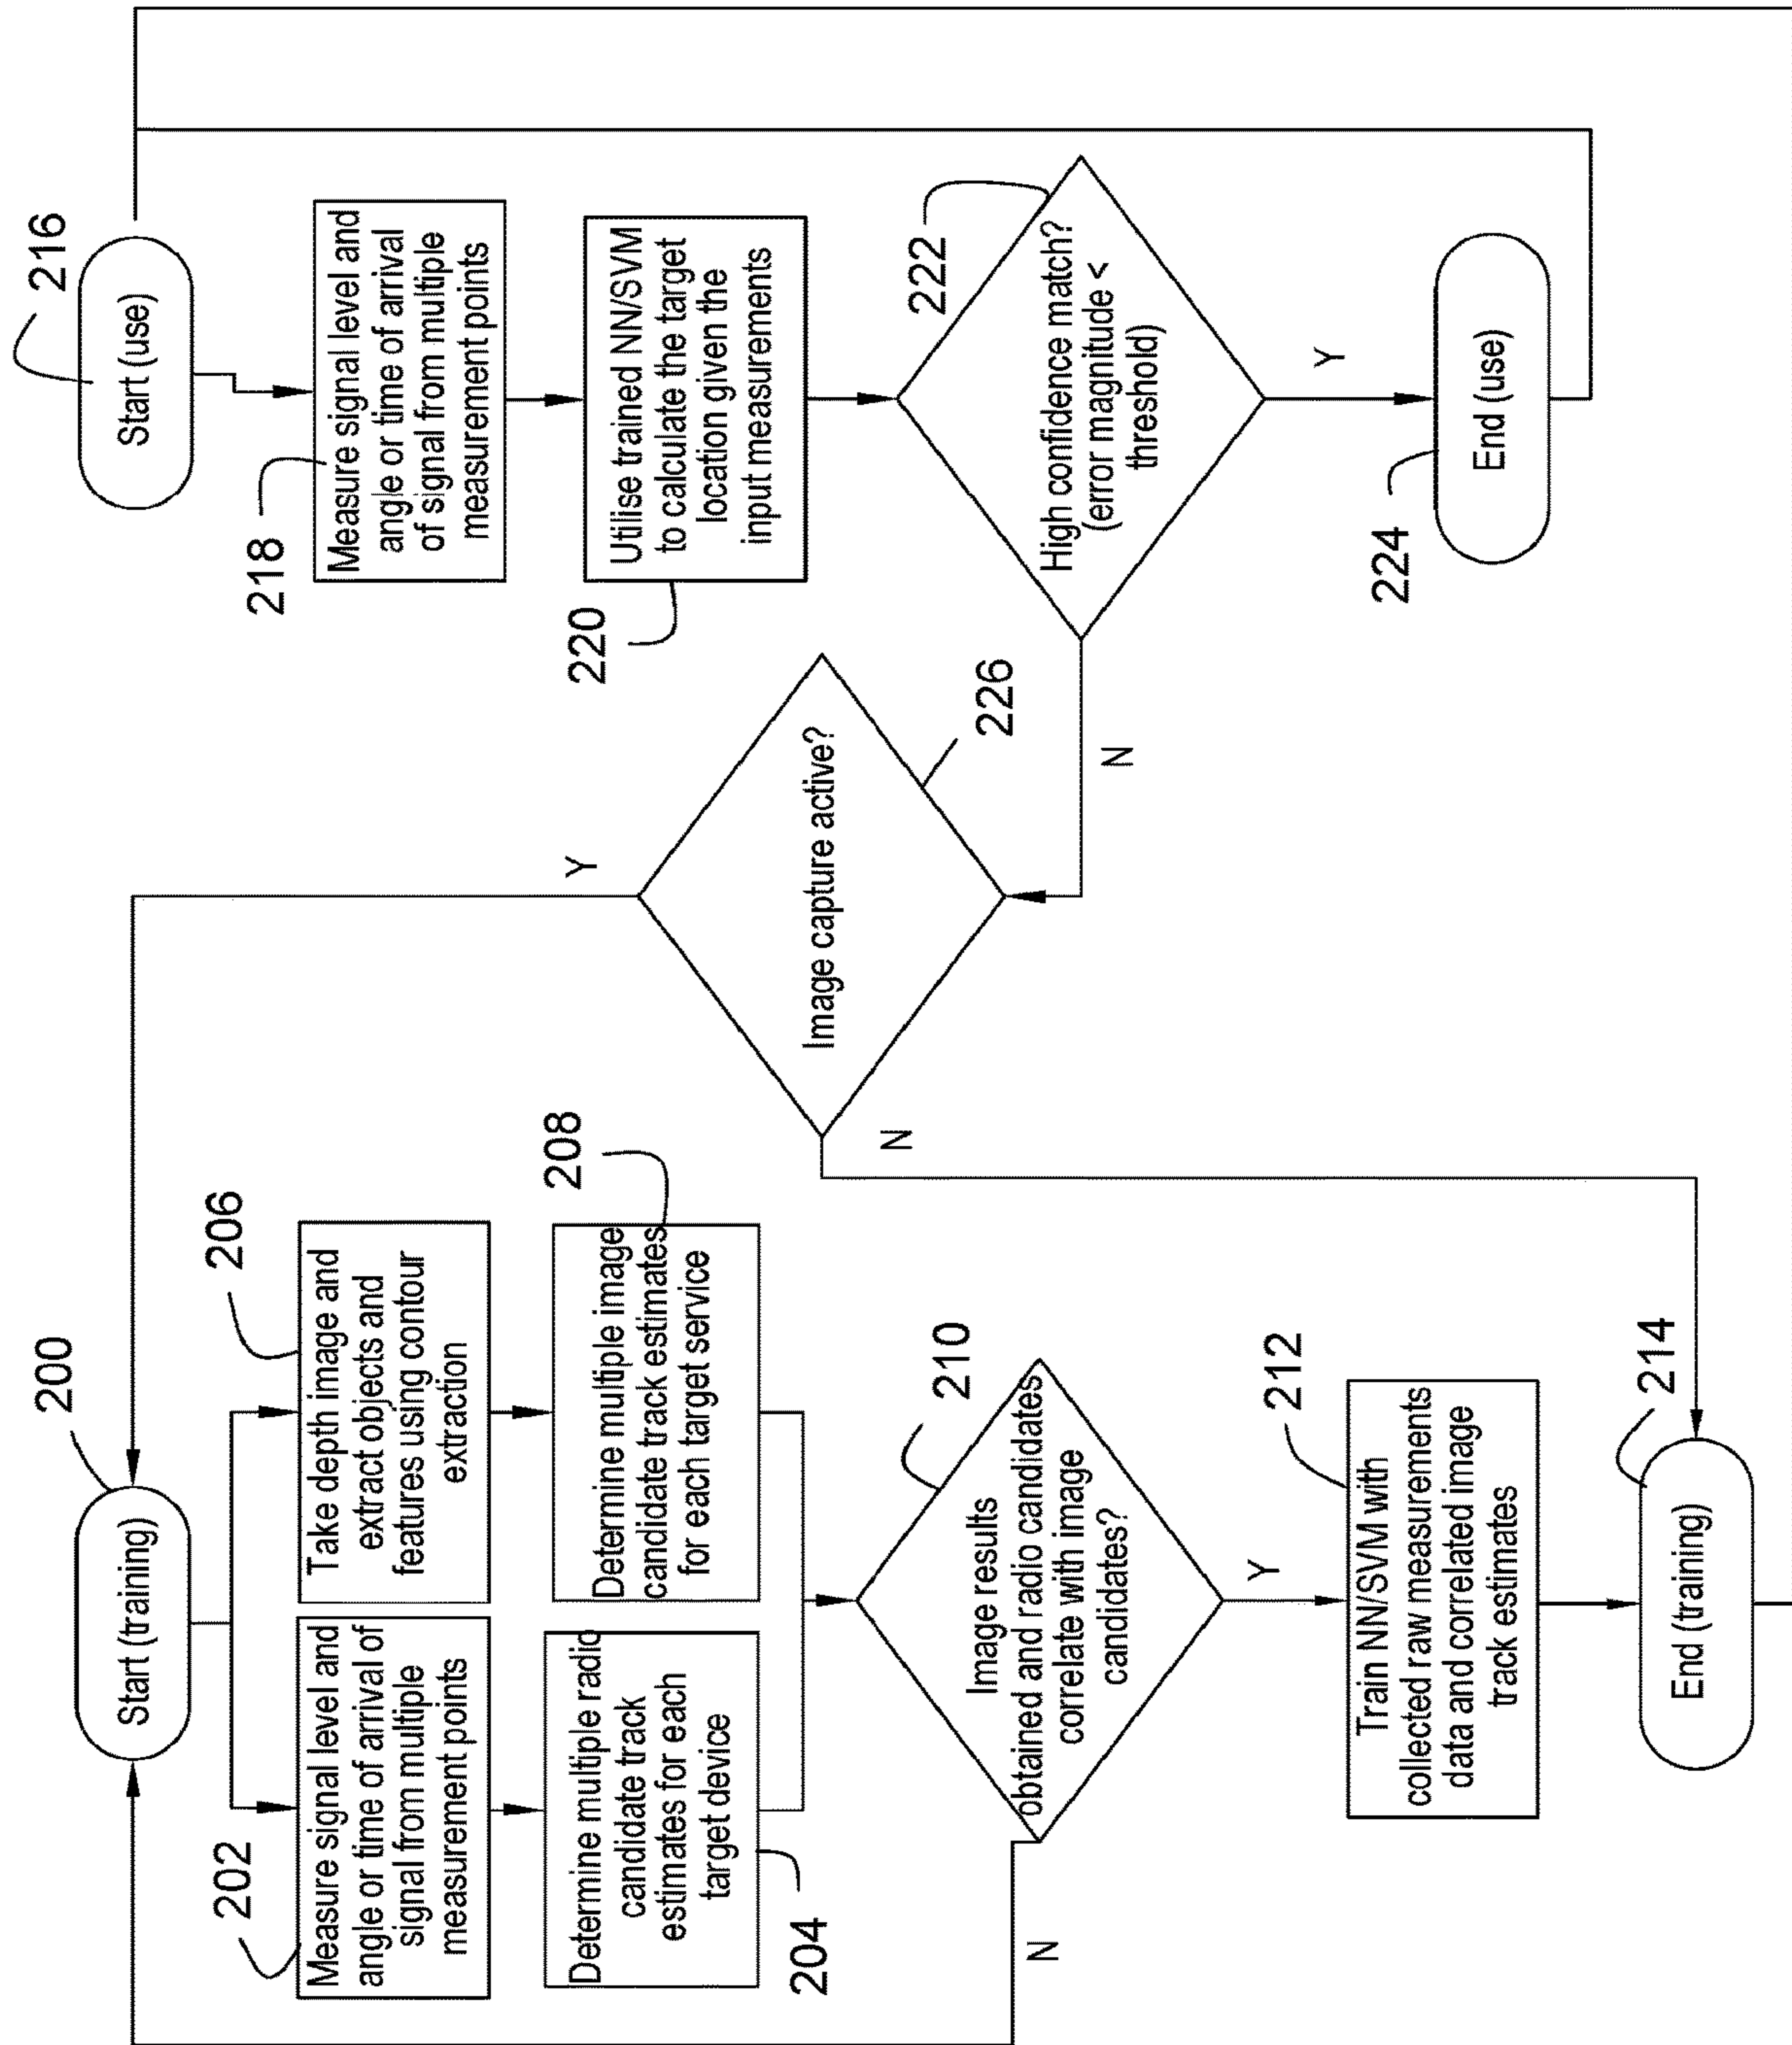 200
Start (training)
202
Measure signal level and
angle or time of arrival of
signal from multiple
measurement points
204
Determine multiple radio
candidate track
estimates for each
target device
206
Take depth image and
extract objects and
features using contour
extraction
208
Determine multiple image
candidate track estimates
for each target service
210
Image results
obtained and radio candidates
correlate with image
candidates?
N
Y
212
Train NN/SVM with
collected raw measurements
data and correlated image
track estimates
214
End (training)
226
Image capture active?
Y
N
216
Start (use)
218
Measure signal level and
angle or time of arrival
of signal from multiple
measurement points
220
Utilise trained NN/SVM
to calculate the target
location given the
input measurements
222
High confidence match?
(error magnitude <
threshold)
N
Y
224
End (use)